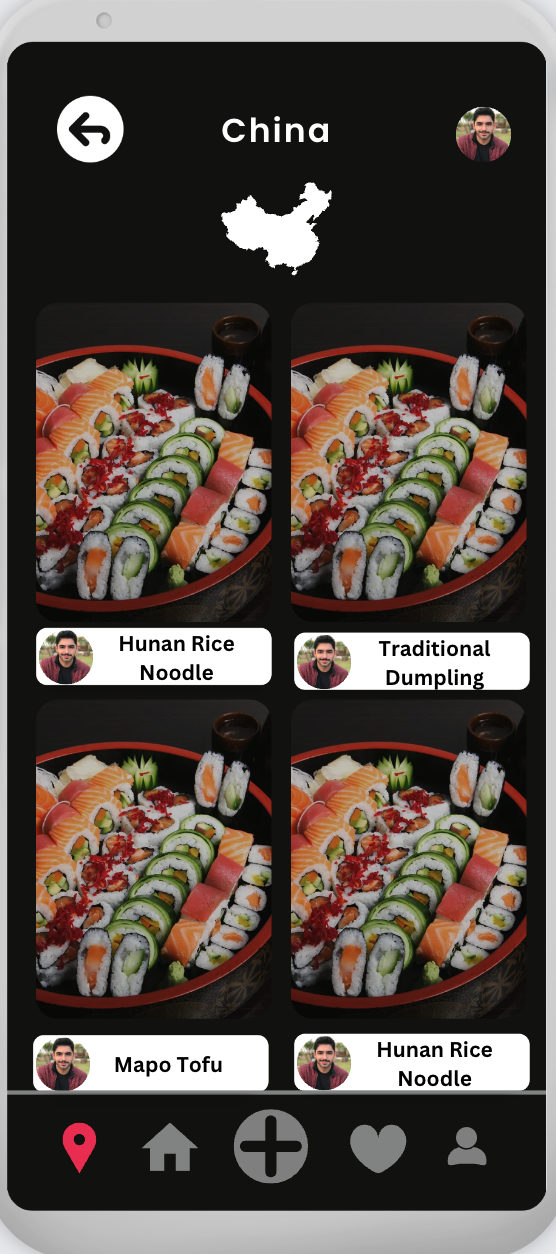 China
Hunan Rice
Noodle
Traditional
Dumpling
Mapo Tofu
Hunan Rice
Noodle